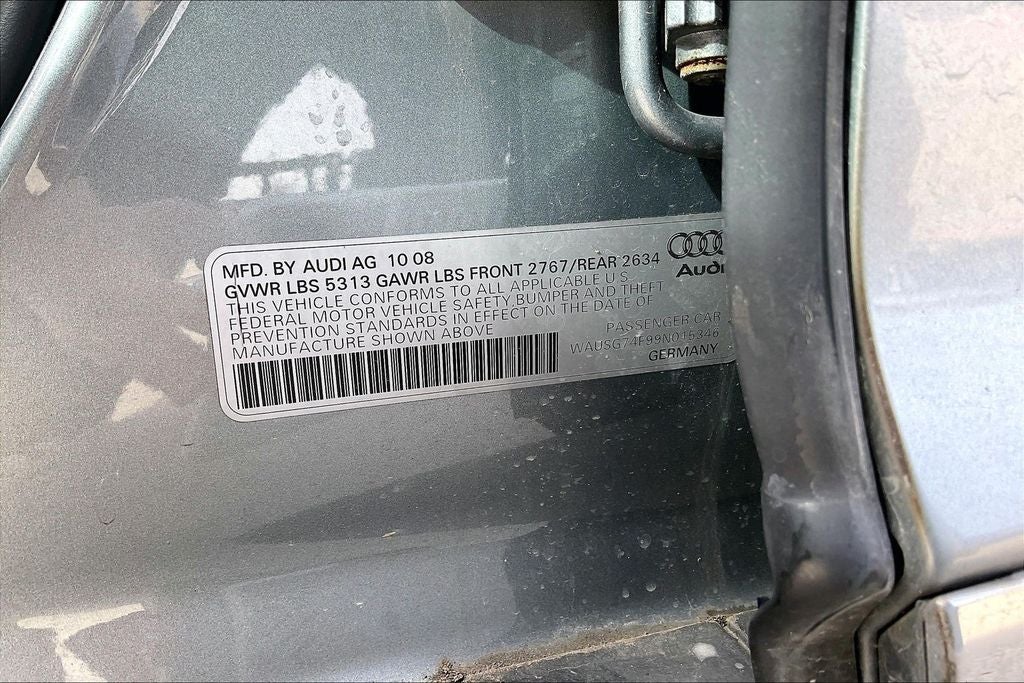 MFD. BY AUDI AG 10 08
GVWR LBS 5313 GAWR LBS FRONT 2767/REAR 2634
THIS VEHICLE CONFORMS TO ALL APPLICABLE U S
FEDERAL MOTOR VEHICLE SAFETY,BUMPER AND THEFT
PREVENTION STANDARDS IN EFFECT ON THE DATE OF
MANUFACTURE SHOWN ABOVE
Audi
PASSENGER CAR
WAUSG74F99N015346
GERMANY